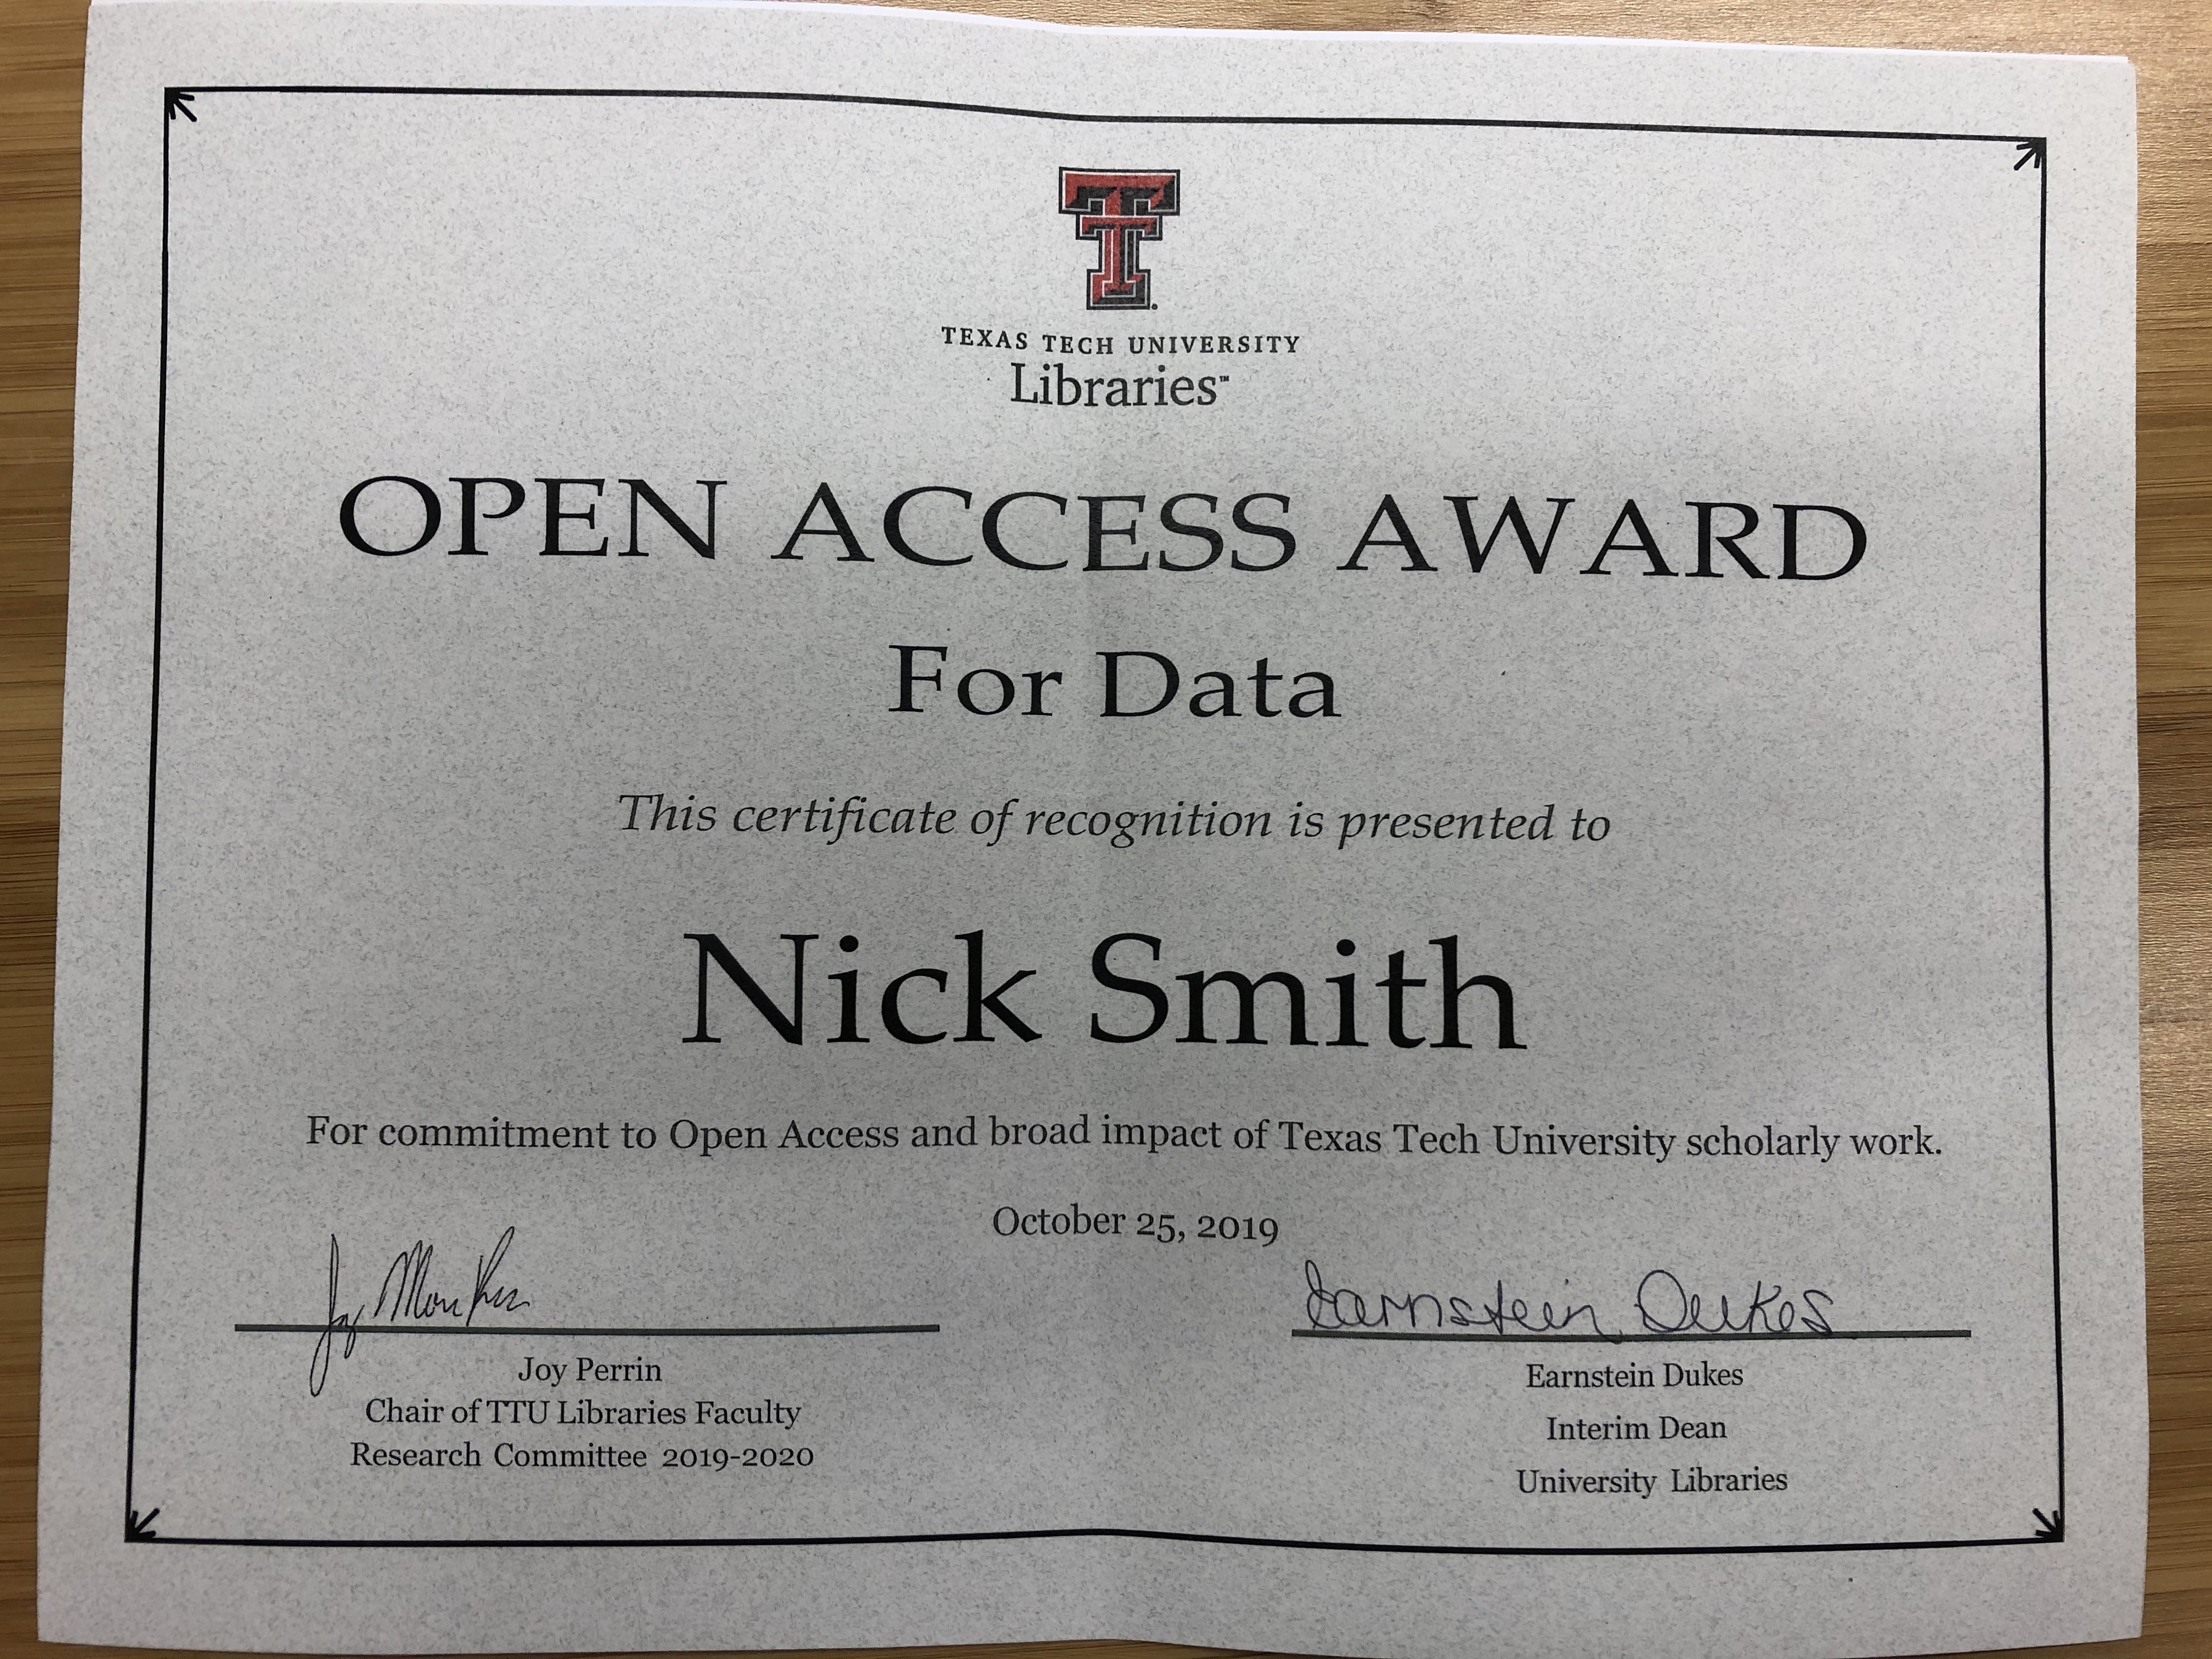 TEXAS TECH UNIVERSITY
Libraries™
OPEN ACCESS AWARD
For Data
This certificate of recognition is presented to
Nick Smith
For commitment to Open Access and broad impact of Texas Tech University scholarly work.
October 25, 2019
Earnstein Dukes
Joy Perrin
Chair of TTU Libraries Faculty
Research Committee 2019-2020
Earnstein Dukes
Interim Dean
University Libraries